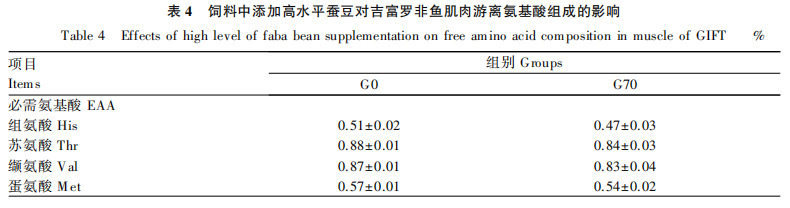 表 4 饲料中添加高水平蚕豆对吉富罗非鱼肌肉游离氨基酸组成的影响
Table 4 Effects of high level of faba bean supplementation on free amino acid composition in muscle of GIFT %
项目 组别 Groups
Items G0 G70
必需氨基酸 EAA
组氨酸 His 0.51±0.02 0.47±0.03
苏氨酸 Thr 0.88±0.01 0.84±0.03
缬氨酸 Val 0.87±0.01 0.83±0.04
蛋氨酸 Met 0.57±0.01 0.54±0.02